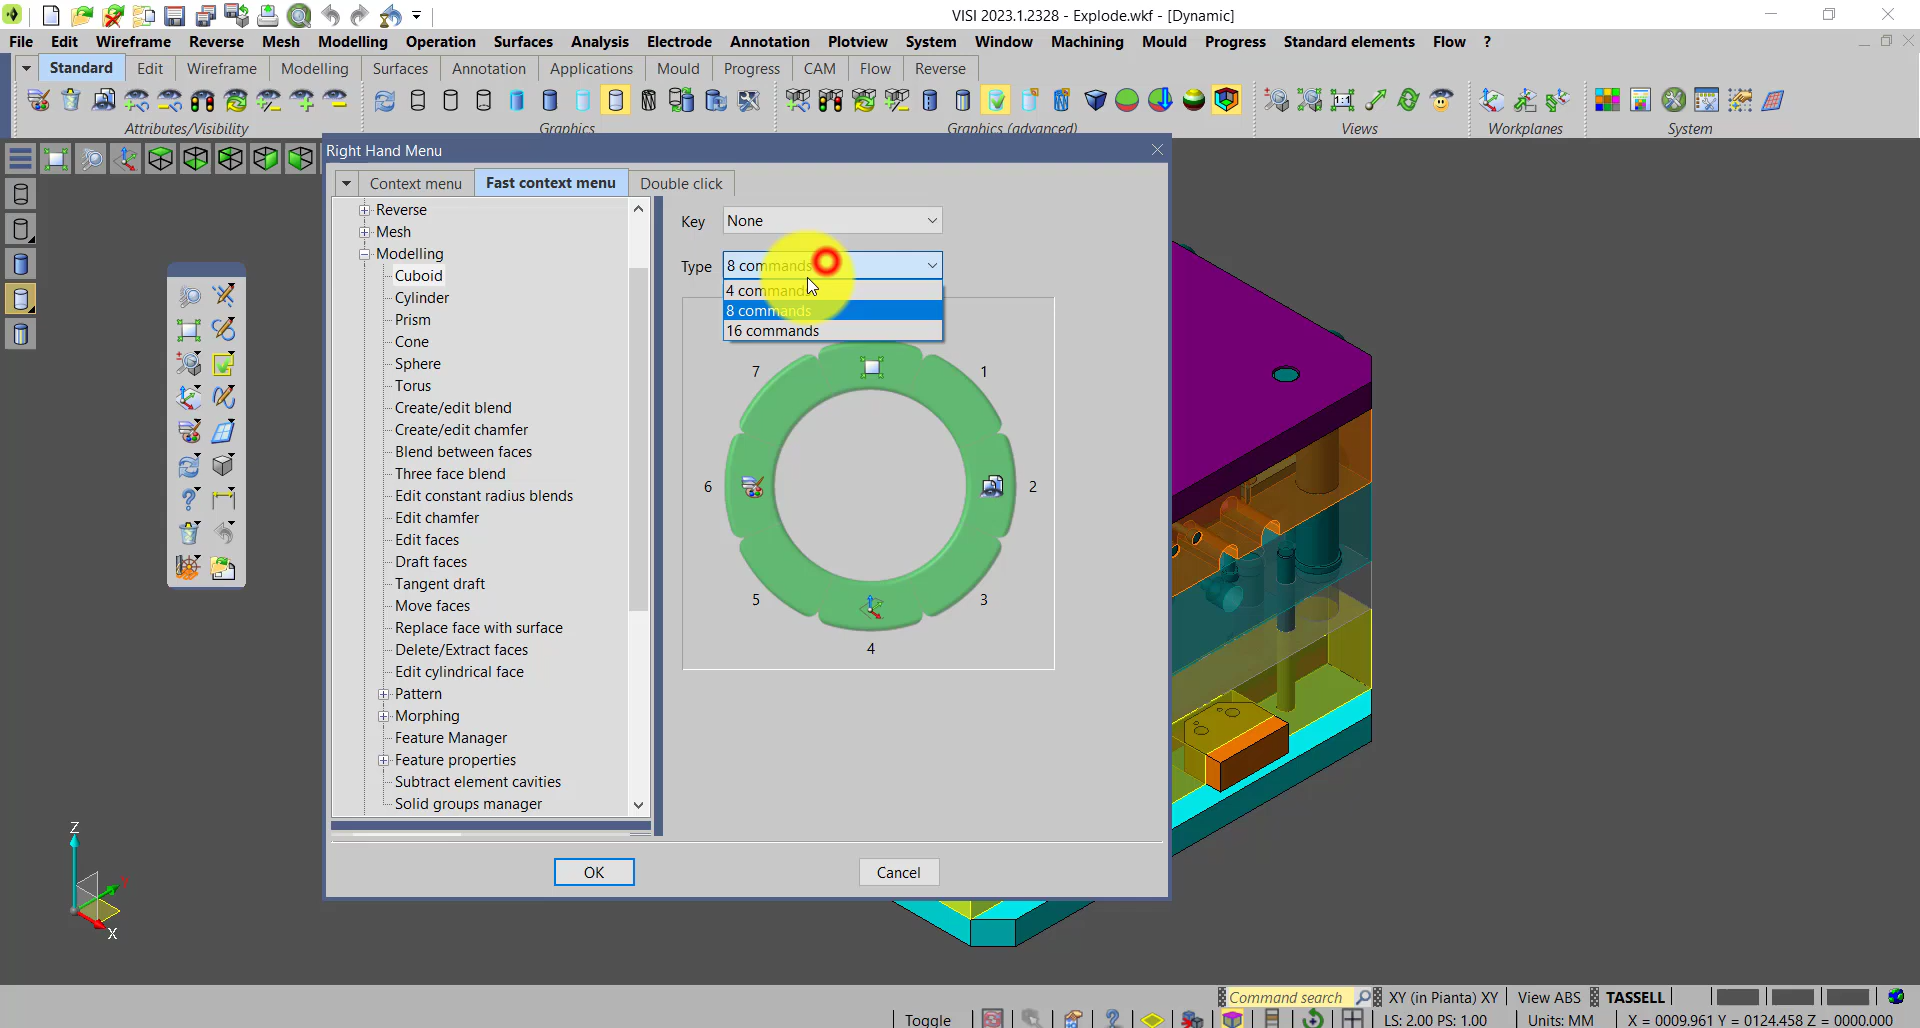 VISI 2023.1.2328 - Explode.wkf - [Dynamic]
File Edit Wireframe Reverse Mesh Modelling Operation Surfaces Analysis Electrode Annotation Plotview System Window Machining Mould Progress Standard elements Flow ?
Standard Edit Wireframe Modelling Surfaces Annotation Applications Mould Progress CAM Flow Reverse
Attributes/Visibility Graphics Graphics (advanced) Views Workplanes System
Right Hand Menu
Context menu Fast context menu Double click
Reverse
Mesh
Modelling
Cuboid
Cylinder
Prism
Cone
Sphere
Torus
Create/edit blend
Create/edit chamfer
Blend between faces
Three face blend
Edit constant radius blends
Edit chamfer
Edit faces
Draft faces
Tangent draft
Move faces
Replace face with surface
Delete/Extract faces
Edit cylindrical face
Pattern
Morphing
Feature Manager
Feature properties
Subtract element cavities
Solid groups manager
Key None
Type 8 commands
4 commands
8 commands
16 commands
7 1
6 2
5 3
4
OK Cancel
Z
Y
X
Command search XY (in Pianta) XY View ABS TASSELL
Toggle LS: 2.00 PS: 1.00 Units: MM X = 0009.961 Y = 0124.458 Z = 0000.000